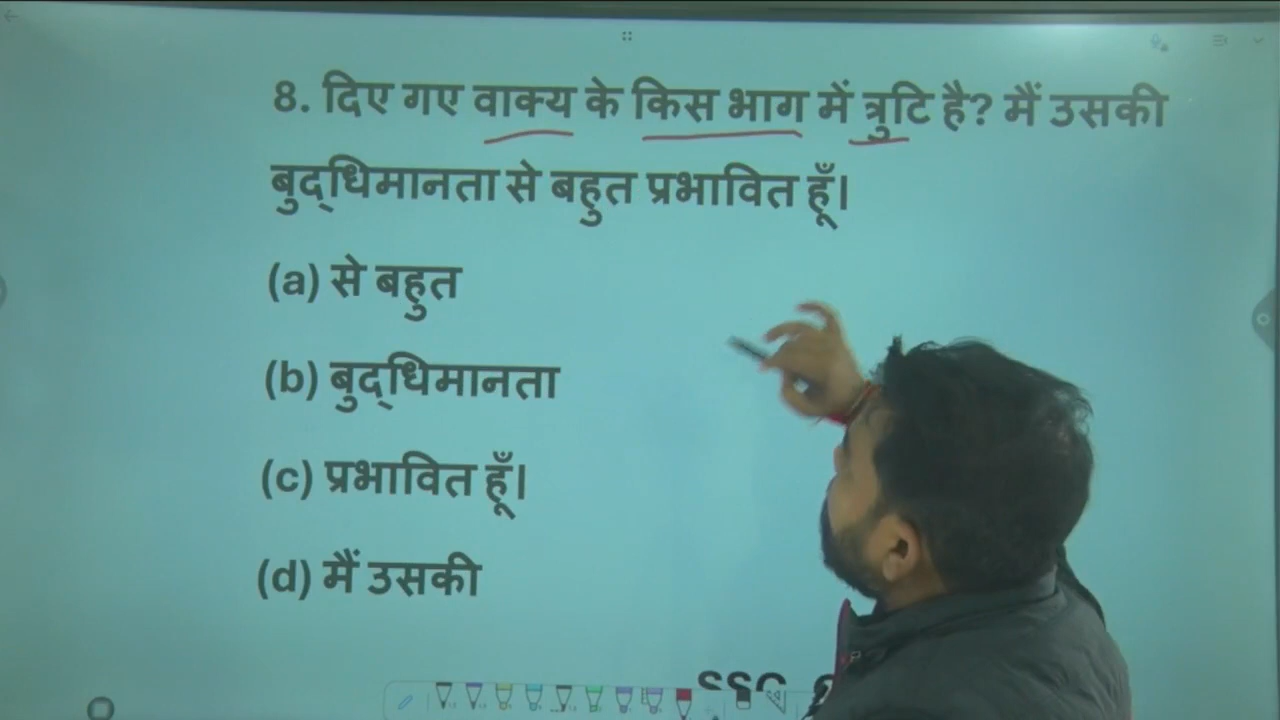 8. दिए गए वाक्य के किस भाग में त्रुटि है? मैं उसकी
बुद्धिमानता से बहुत प्रभावित हूँ।
(a) से बहुत
(b) बुद्धिमानता
(c) प्रभावित हूँ।
(d) मैं उसकी